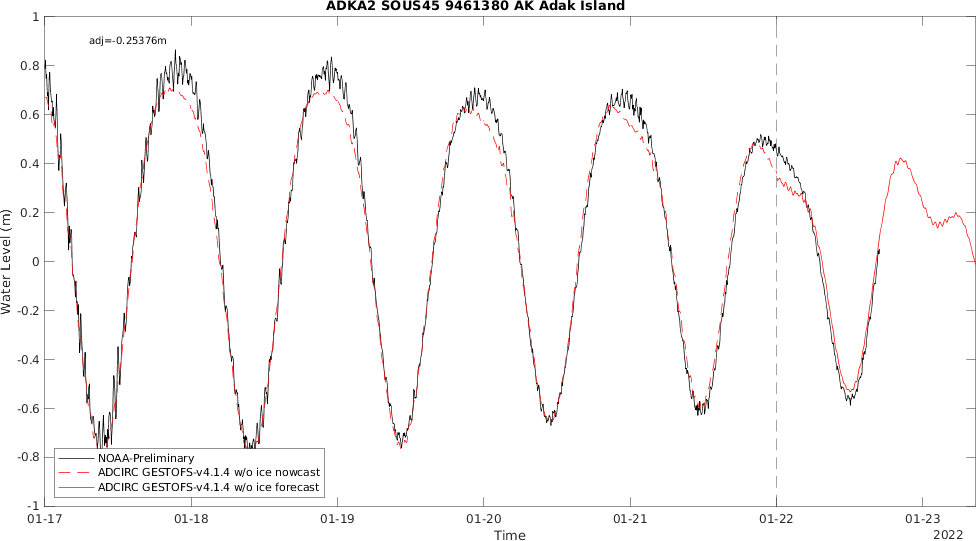 ADKA2 SOUS45 9461380 AK Adak Island
adj=-0.25376m
1
0.8
0.6
0.4
0.2
0
-0.2
-0.4
-0.6
-0.8
-1
Water Level (m)
NOAA-Preliminary
ADCIRC GESTOFS-v4.1.4 w/o ice nowcast
ADCIRC GESTOFS-v4.1.4 w/o ice forecast
01-17 01-18 01-19 01-20 01-21 01-22 01-23
Time
2022